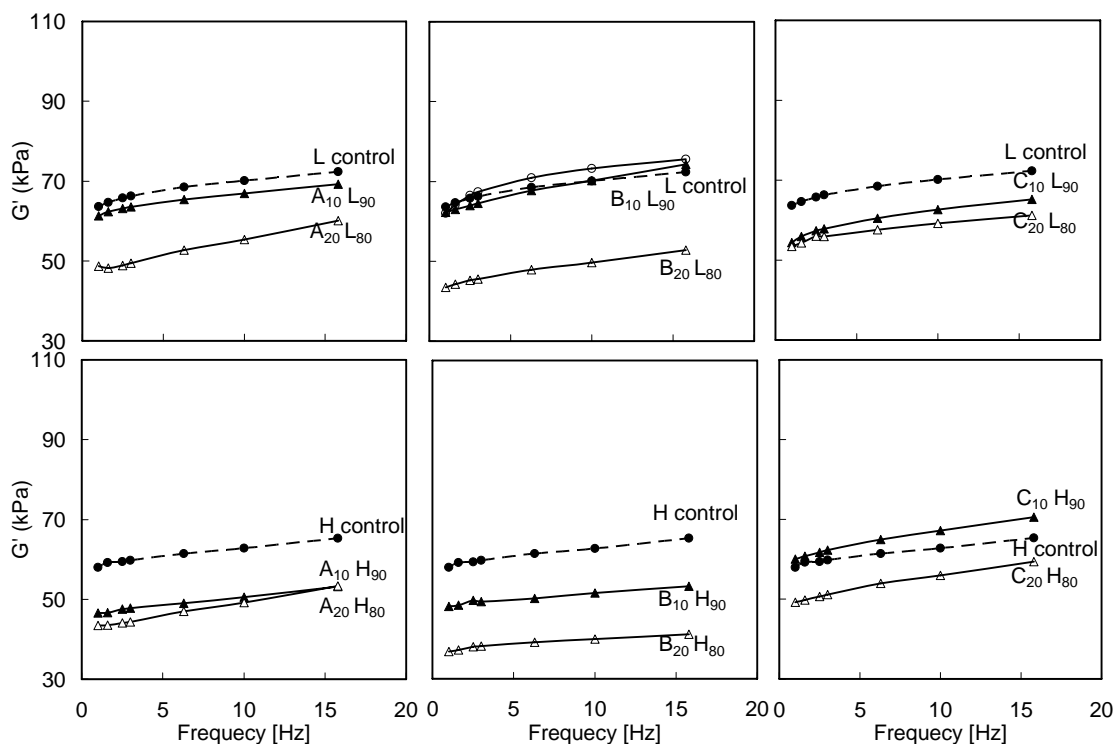 110
90
70
50
30
G' (kPa)
L control
A10 L90
A20 L80
L control
B10 L90
B20 L80
L control
C10 L90
C20 L80
110
90
70
50
30
G' (kPa)
H control
A10 H90
A20 H80
H control
B10 H90
B20 H80
C10 H90
H control
C20 H80
0 5 10 15 20
0 5 10 15 20
0 5 10 15 20
Frequecy [Hz]
Frequecy [Hz]
Frequecy [Hz]